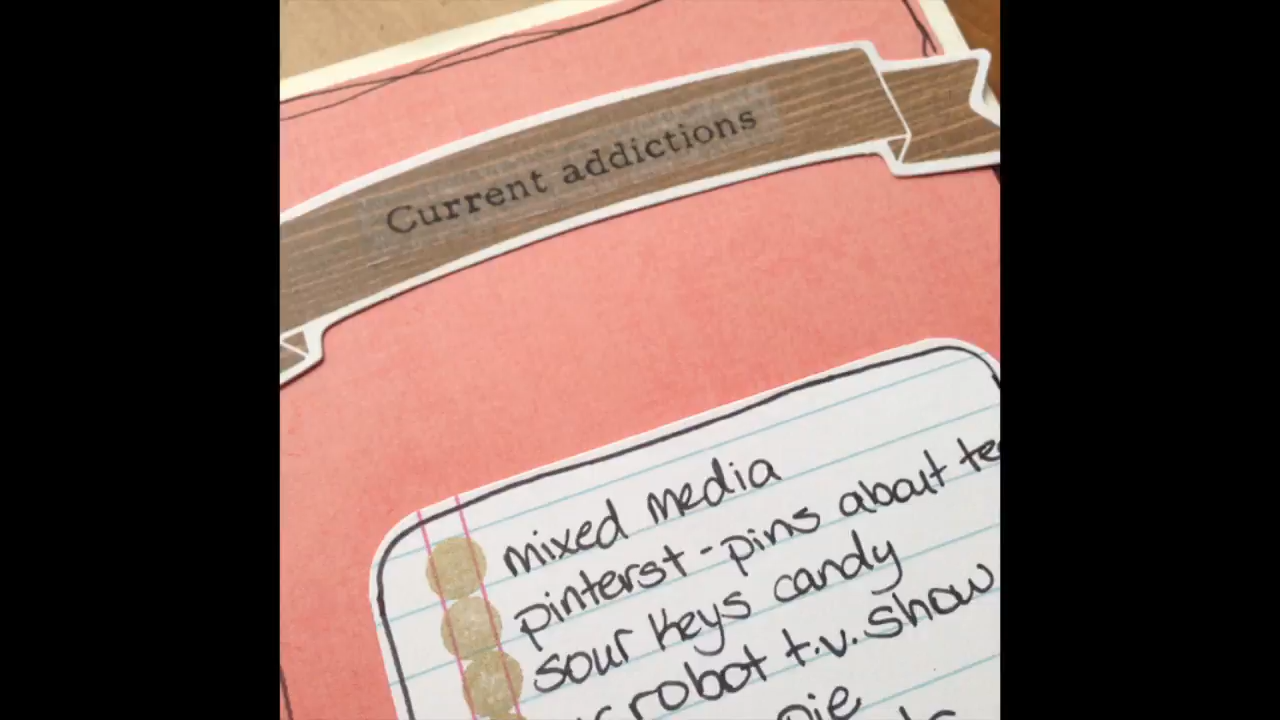 Current addictions
mixed media
pinterst - pins about
sour keys candy
robot t.v. show